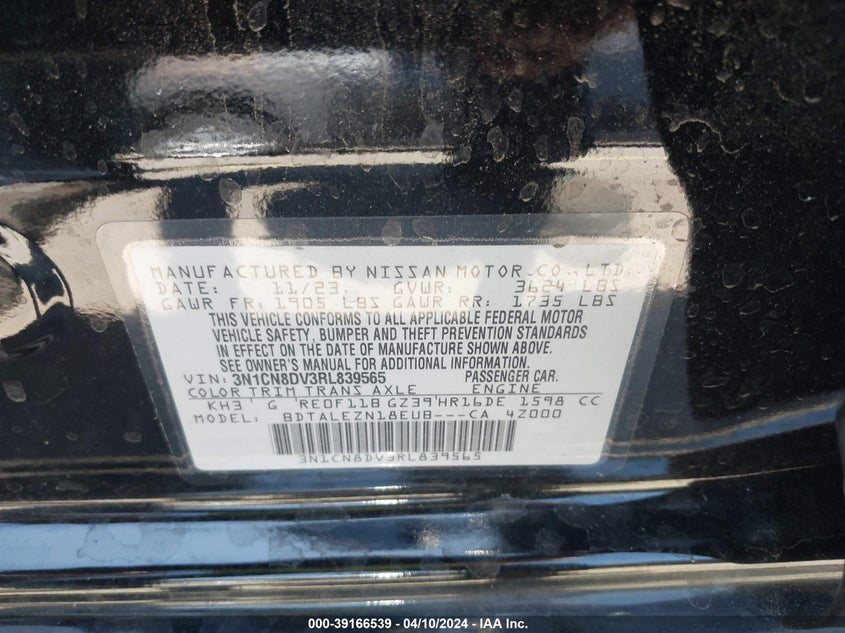 MANUFACTURED BY NISSAN MOTOR CO., LTD.
DATE: 11/23 GVWR: 3624 LBS
GAWR FR: 1905 LBS GAWR RR: 1735 LBS
THIS VEHICLE CONFORMS TO ALL APPLICABLE FEDERAL MOTOR
VEHICLE SAFETY, BUMPER AND THEFT PREVENTION STANDARDS
IN EFFECT ON THE DATE OF MANUFACTURE SHOWN ABOVE.
SEE OWNER'S MANUAL FOR ADDITIONAL INFORMATION
VIN: 3N1CN8DV3RL839565 PASSENGER CAR.
COLOR TRIM TRANS AXLE ENGINE
KH3 G RE0F11B GZ39 HR16DE 1598 CC
MODEL: BDTALEZN18EUB---CA 4Z000
3N1CN8DV3RL839565
000-39166539 - 04/10/2024 - IAA Inc.